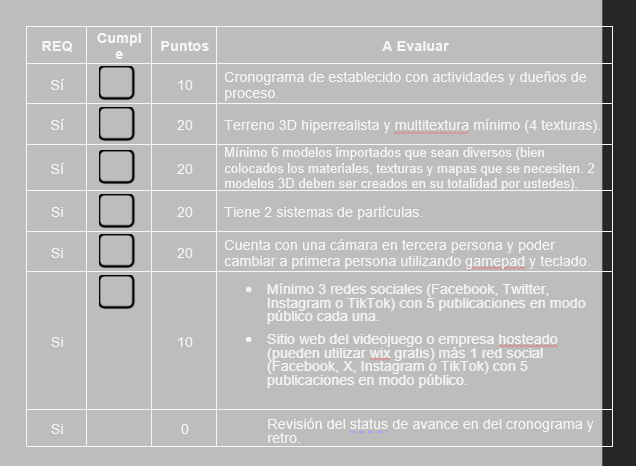 REQ Cumpl e Puntos A Evaluar
Sí 10 Cronograma de establecido con actividades y dueños de
proceso.
Sí 20 Terreno 3D hiperrealista y multitextura mínimo (4 texturas).
Mínimo 6 modelos importados que sean diversos (bien
Sí 20 colocados los materiales, texturas y mapas que se necesiten. 2
modelos 3D deben ser creados en su totalidad por ustedes).
Si 20 Tiene 2 sistemas de partículas.
Si 20 Cuenta con una cámara en tercera persona y poder
cambiar a primera persona utilizando gamepad y teclado.
Si 10
• Mínimo 3 redes sociales (Facebook, Twitter,
Instagram o TikTok) con 5 publicaciones en modo
público cada una.
• Sitio web del videojuego o empresa hosteado
(pueden utilizar wix gratis) más 1 red social
(Facebook, X, Instagram o TikTok) con 5
publicaciones en modo público.
Si 0 Revisión del status de avance en del cronograma y
retro.